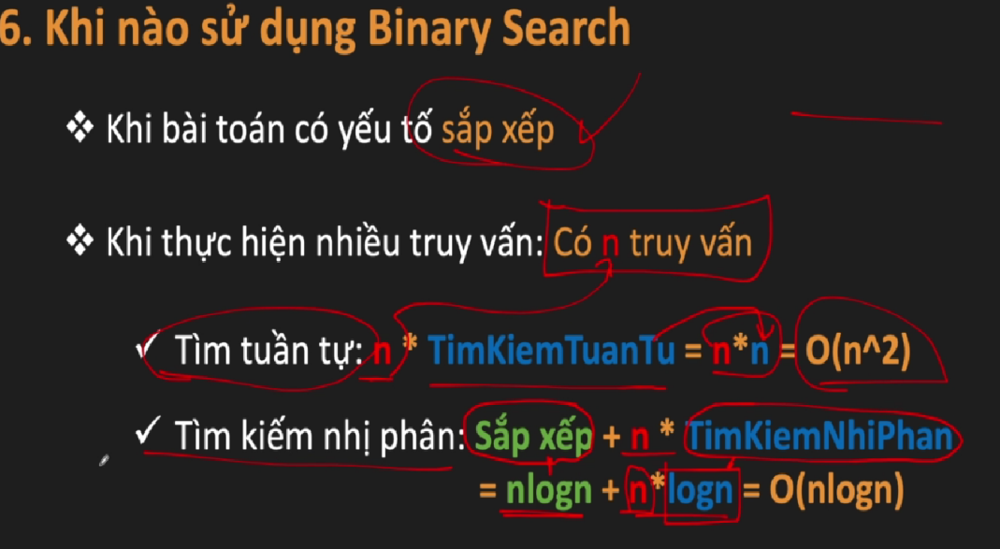 6. Khi nào sử dụng Binary Search
❖ Khi bài toán có yếu tố sắp xếp
❖ Khi thực hiện nhiều truy vấn: Có n truy vấn
✓ Tìm tuần tự: n * TimKiemTuanTu = n*n = O(n^2)
✓ Tìm kiếm nhị phân: Sắp xếp + n * TimKiemNhiPhan
= nlogn + n*logn = O(nlogn)